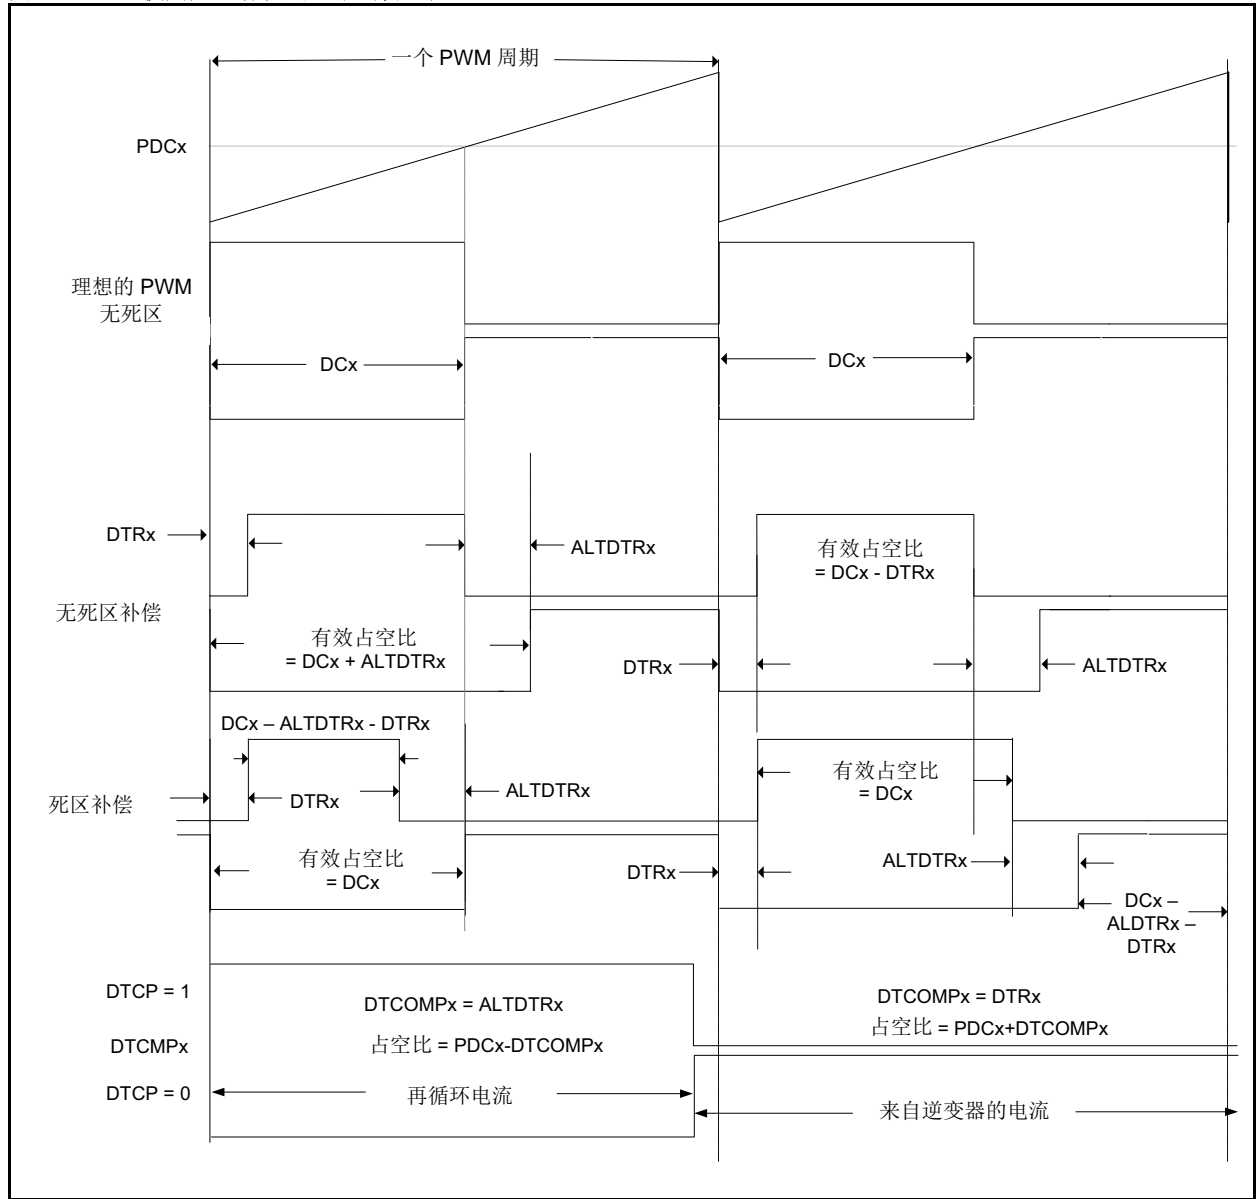 一个 PWM 周期
PDCx
理想的 PWM
无死区
DCx
DCx
DTRx
ALTDTRx
有效占空比
= DCx - DTRx
无死区补偿
有效占空比
= DCx + ALTDTRx
DTRx
ALTDTRx
DCx – ALTDTRx - DTRx
死区补偿
DTRx
ALTDTRx
有效占空比
= DCx
有效占空比
= DCx
DTRx
ALTDTRx
DCx –
ALDTRx –
DTRx
DTCP = 1
DTCOMPx = ALTDTRx
DTCOMPx = DTRx
占空比 = PDCx+DTCOMPx
DTCMPx
占空比 = PDCx-DTCOMPx
DTCP = 0
再循环电流
来自逆变器的电流